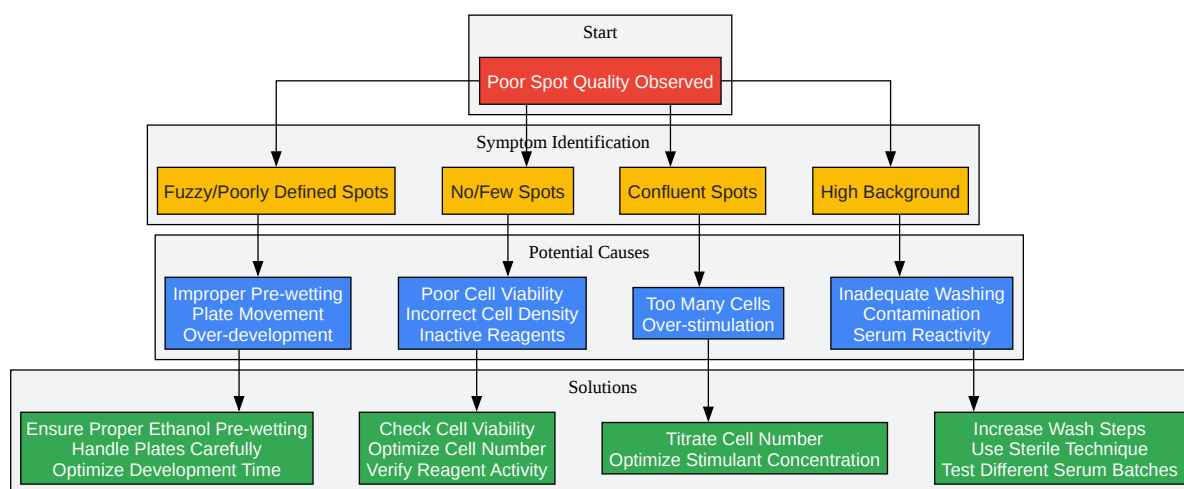 Start
Poor Spot Quality Observed
Symptom Identification
Fuzzy/Poorly Defined Spots
No/Few Spots
Confluent Spots
High Background
Potential Causes
Improper Pre-wetting
Plate Movement
Over-development
Poor Cell Viability
Incorrect Cell Density
Inactive Reagents
Too Many Cells
Over-stimulation
Inadequate Washing
Contamination
Serum Reactivity
Solutions
Ensure Proper Ethanol Pre-wetting
Handle Plates Carefully
Optimize Development Time
Check Cell Viability
Optimize Cell Number
Verify Reagent Activity
Titrate Cell Number
Optimize Stimulant Concentration
Increase Wash Steps
Use Sterile Technique
Test Different Serum Batches